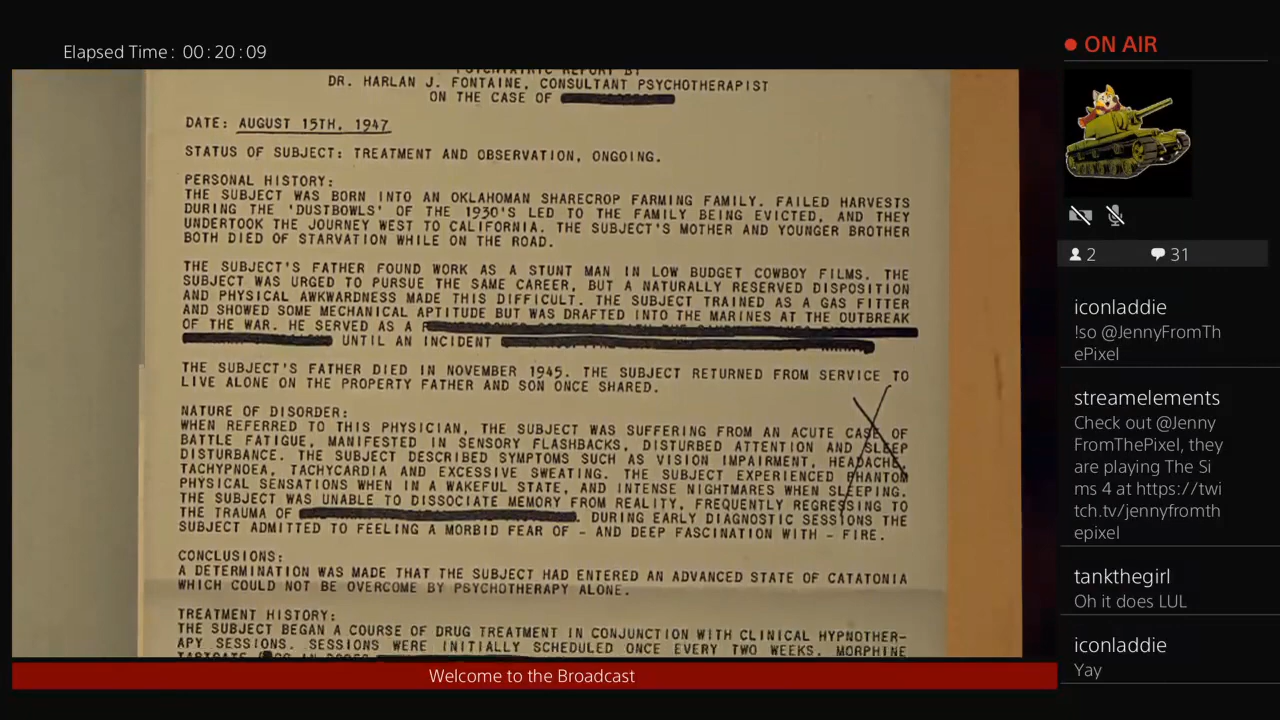 Elapsed Time: 00:20:09
ON AIR
PSYCHIATRIC REPORT BY
DR. HARLAN J. FONTAINE, CONSULTANT PSYCHOTHERAPIST
ON THE CASE OF
DATE: AUGUST 15TH, 1947
STATUS OF SUBJECT: TREATMENT AND OBSERVATION, ONGOING.
PERSONAL HISTORY:
THE SUBJECT WAS BORN INTO AN OKLAHOMAN SHARECROP FARMING FAMILY. FAILED HARVESTS
DURING THE 'DUSTBOWLS' OF THE 1930'S LED TO THE FAMILY BEING EVICTED, AND THEY
UNDERTOOK THE JOURNEY WEST TO CALIFORNIA. THE SUBJECT'S MOTHER AND YOUNGER BROTHER
BOTH DIED OF STARVATION WHILE ON THE ROAD.
THE SUBJECT'S FATHER FOUND WORK AS A STUNT MAN IN LOW BUDGET COWBOY FILMS. THE
SUBJECT WAS URGED TO PURSUE THE SAME CAREER, BUT A NATURALLY RESERVED DISPOSITION
AND PHYSICAL AWKWARDNESS MADE THIS DIFFICULT. THE SUBJECT TRAINED AS A GAS FITTER
AND SHOWED SOME MECHANICAL APTITUDE BUT WAS DRAFTED INTO THE MARINES AT THE OUTBREAK
OF THE WAR. HE SERVED AS A
UNTIL AN INCIDENT
THE SUBJECT'S FATHER DIED IN NOVEMBER 1945. THE SUBJECT RETURNED FROM SERVICE TO
LIVE ALONE ON THE PROPERTY FATHER AND SON ONCE SHARED.
NATURE OF DISORDER:
WHEN REFERRED TO THIS PHYSICIAN, THE SUBJECT WAS SUFFERING FROM AN ACUTE CASE OF
BATTLE FATIGUE, MANIFESTED IN SENSORY FLASHBACKS, DISTURBED ATTENTION AND SLEEP
DISTURBANCE. THE SUBJECT DESCRIBED SYMPTOMS SUCH AS VISION IMPAIRMENT, HEADACHE,
TACHYPNOEA, TACHYCARDIA AND EXCESSIVE SWEATING. THE SUBJECT EXPERIENCED PHANTOM
PHYSICAL SENSATIONS WHEN IN A WAKEFUL STATE, AND INTENSE NIGHTMARES WHEN SLEEPING.
THE SUBJECT WAS UNABLE TO DISSOCIATE MEMORY FROM REALITY, FREQUENTLY REGRESSING TO
THE TRAUMA OF . DURING EARLY DIAGNOSTIC SESSIONS THE
SUBJECT ADMITTED TO FEELING A MORBID FEAR OF - AND DEEP FASCINATION WITH - FIRE.
CONCLUSIONS:
A DETERMINATION WAS MADE THAT THE SUBJECT HAD ENTERED AN ADVANCED STATE OF CATATONIA
WHICH COULD NOT BE OVERCOME BY PSYCHOTHERAPY ALONE.
TREATMENT HISTORY:
THE SUBJECT BEGAN A COURSE OF DRUG TREATMENT IN CONJUNCTION WITH CLINICAL HYPNOTHER-
APY SESSIONS. SESSIONS WERE INITIALLY SCHEDULED ONCE EVERY TWO WEEKS. MORPHINE
Welcome to the Broadcast
2
31
iconladdie
!so @JennyFromTh
ePixel
streamelements
Check out @Jenny
FromThePixel, they
are playing The Si
ms 4 at https://twi
tch.tv/jennyfromth
epixel
tankthegirl
Oh it does LUL
iconladdie
Yay